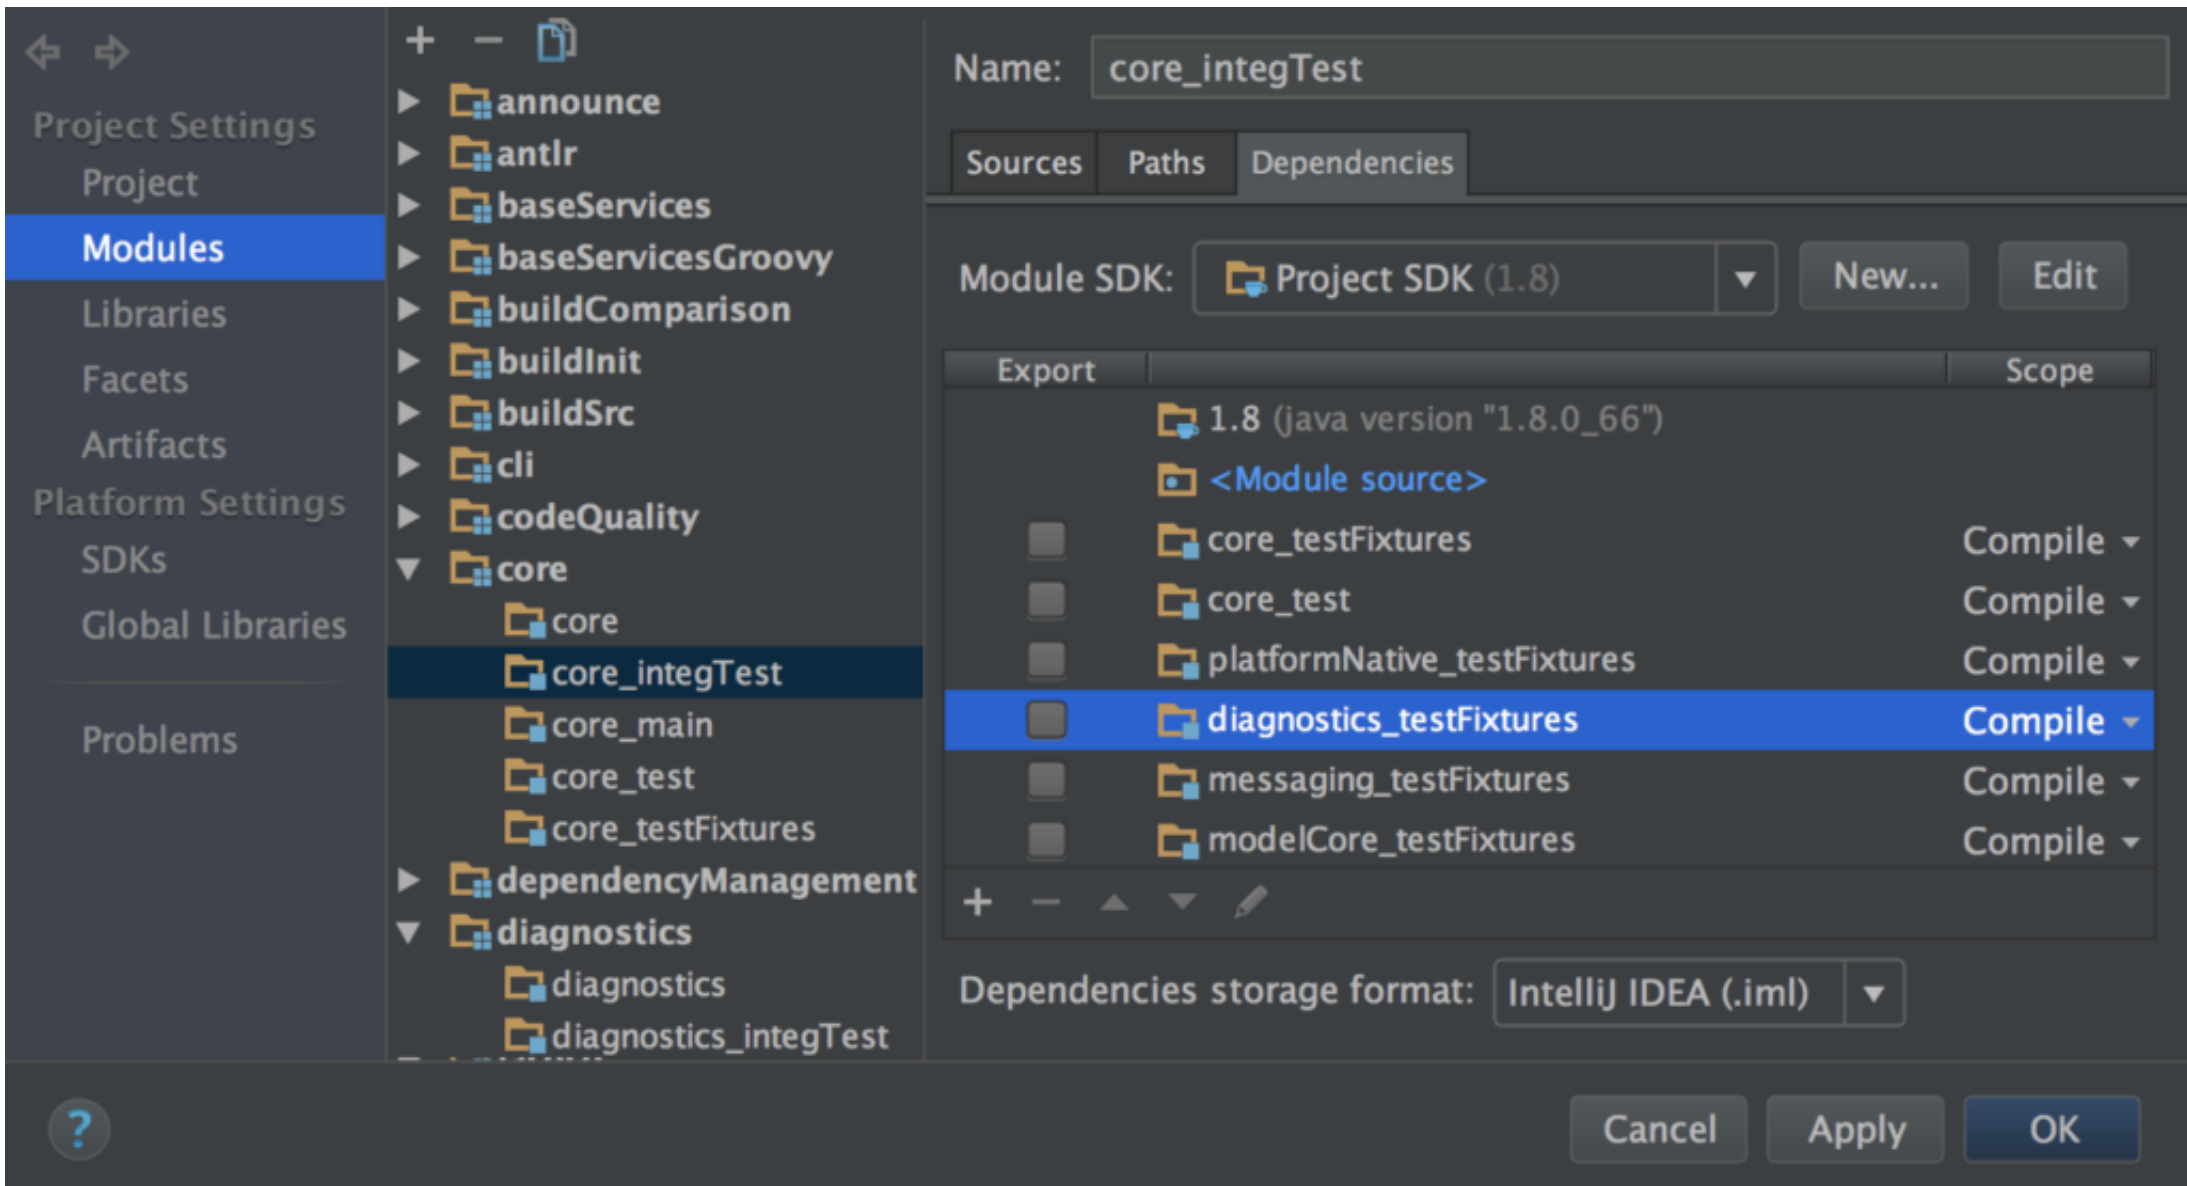 Project Settings
Project
Modules
Libraries
Facets
Artifacts
Platform Settings
SDKs
Global Libraries
Problems
announce
antlr
baseServices
baseServicesGroovy
buildComparison
buildInit
buildSrc
cli
codeQuality
core
core
core_integTest
core_main
core_test
core_testFixtures
dependencyManagement
diagnostics
diagnostics
diagnostics_integTest
Name: core_integTest
Sources Paths Dependencies
Module SDK: Project SDK (1.8) New... Edit
Export Scope
1.8 (java version "1.8.0_66")
<Module source>
core_testFixtures Compile
core_test Compile
platformNative_testFixtures Compile
diagnostics_testFixtures Compile
messaging_testFixtures Compile
modelCore_testFixtures Compile
Dependencies storage format: IntelliJ IDEA (.iml)
? Cancel Apply OK